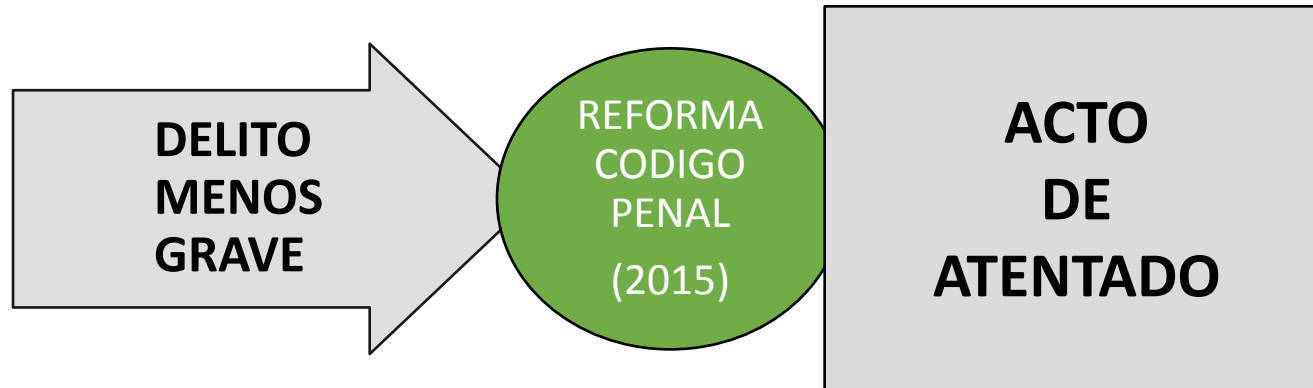 DELITO
MENOS
GRAVE
REFORMA
CODIGO
PENAL
(2015)
ACTO
DE
ATENTADO